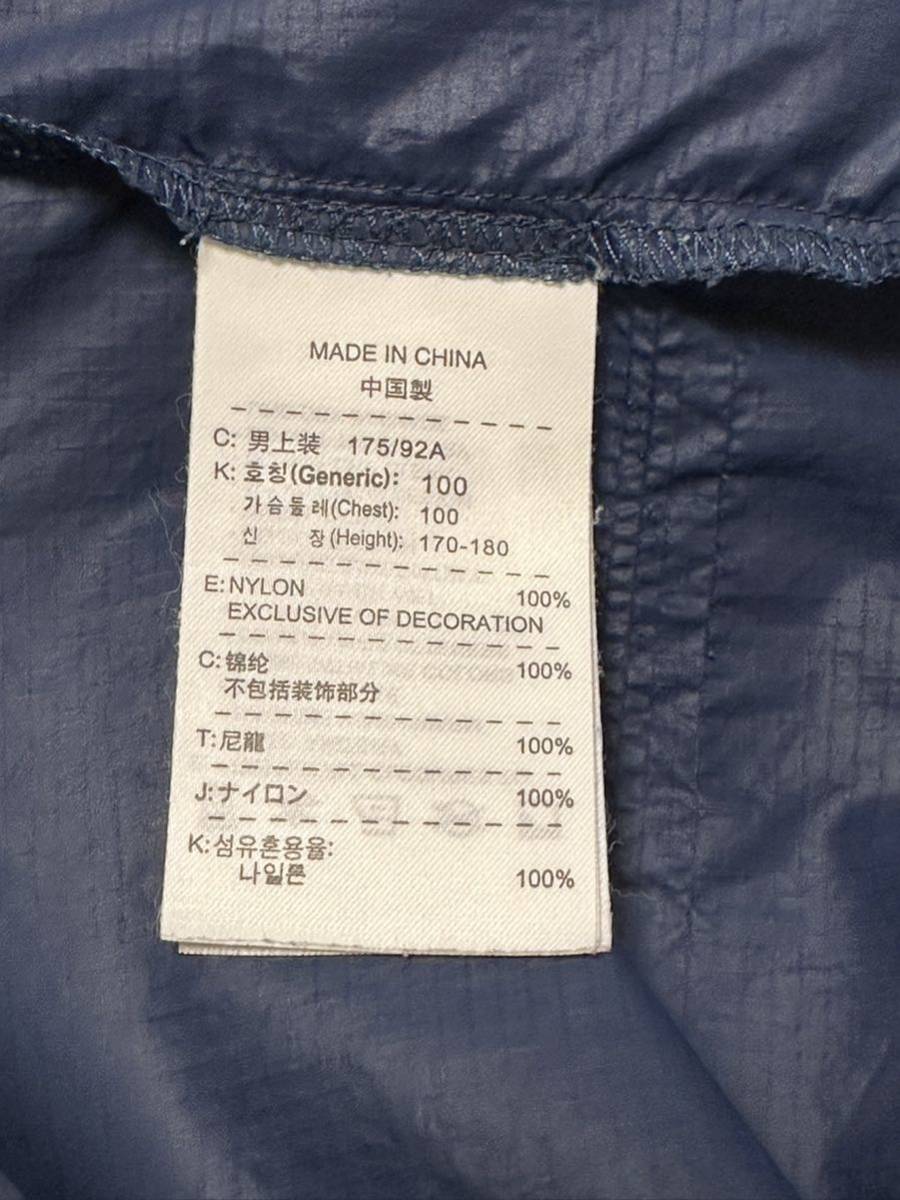 MADE IN CHINA
中国製
C: 男上装 175/92A
K: 호칭(Generic): 100
가슴둘레(Chest): 100
신 장(Height): 170-180
E: NYLON 100%
EXCLUSIVE OF DECORATION
C: 锦纶 100%
不包括装饰部分
T: 尼龍 100%
J: ナイロン 100%
K: 섬유혼용율:
나일론 100%